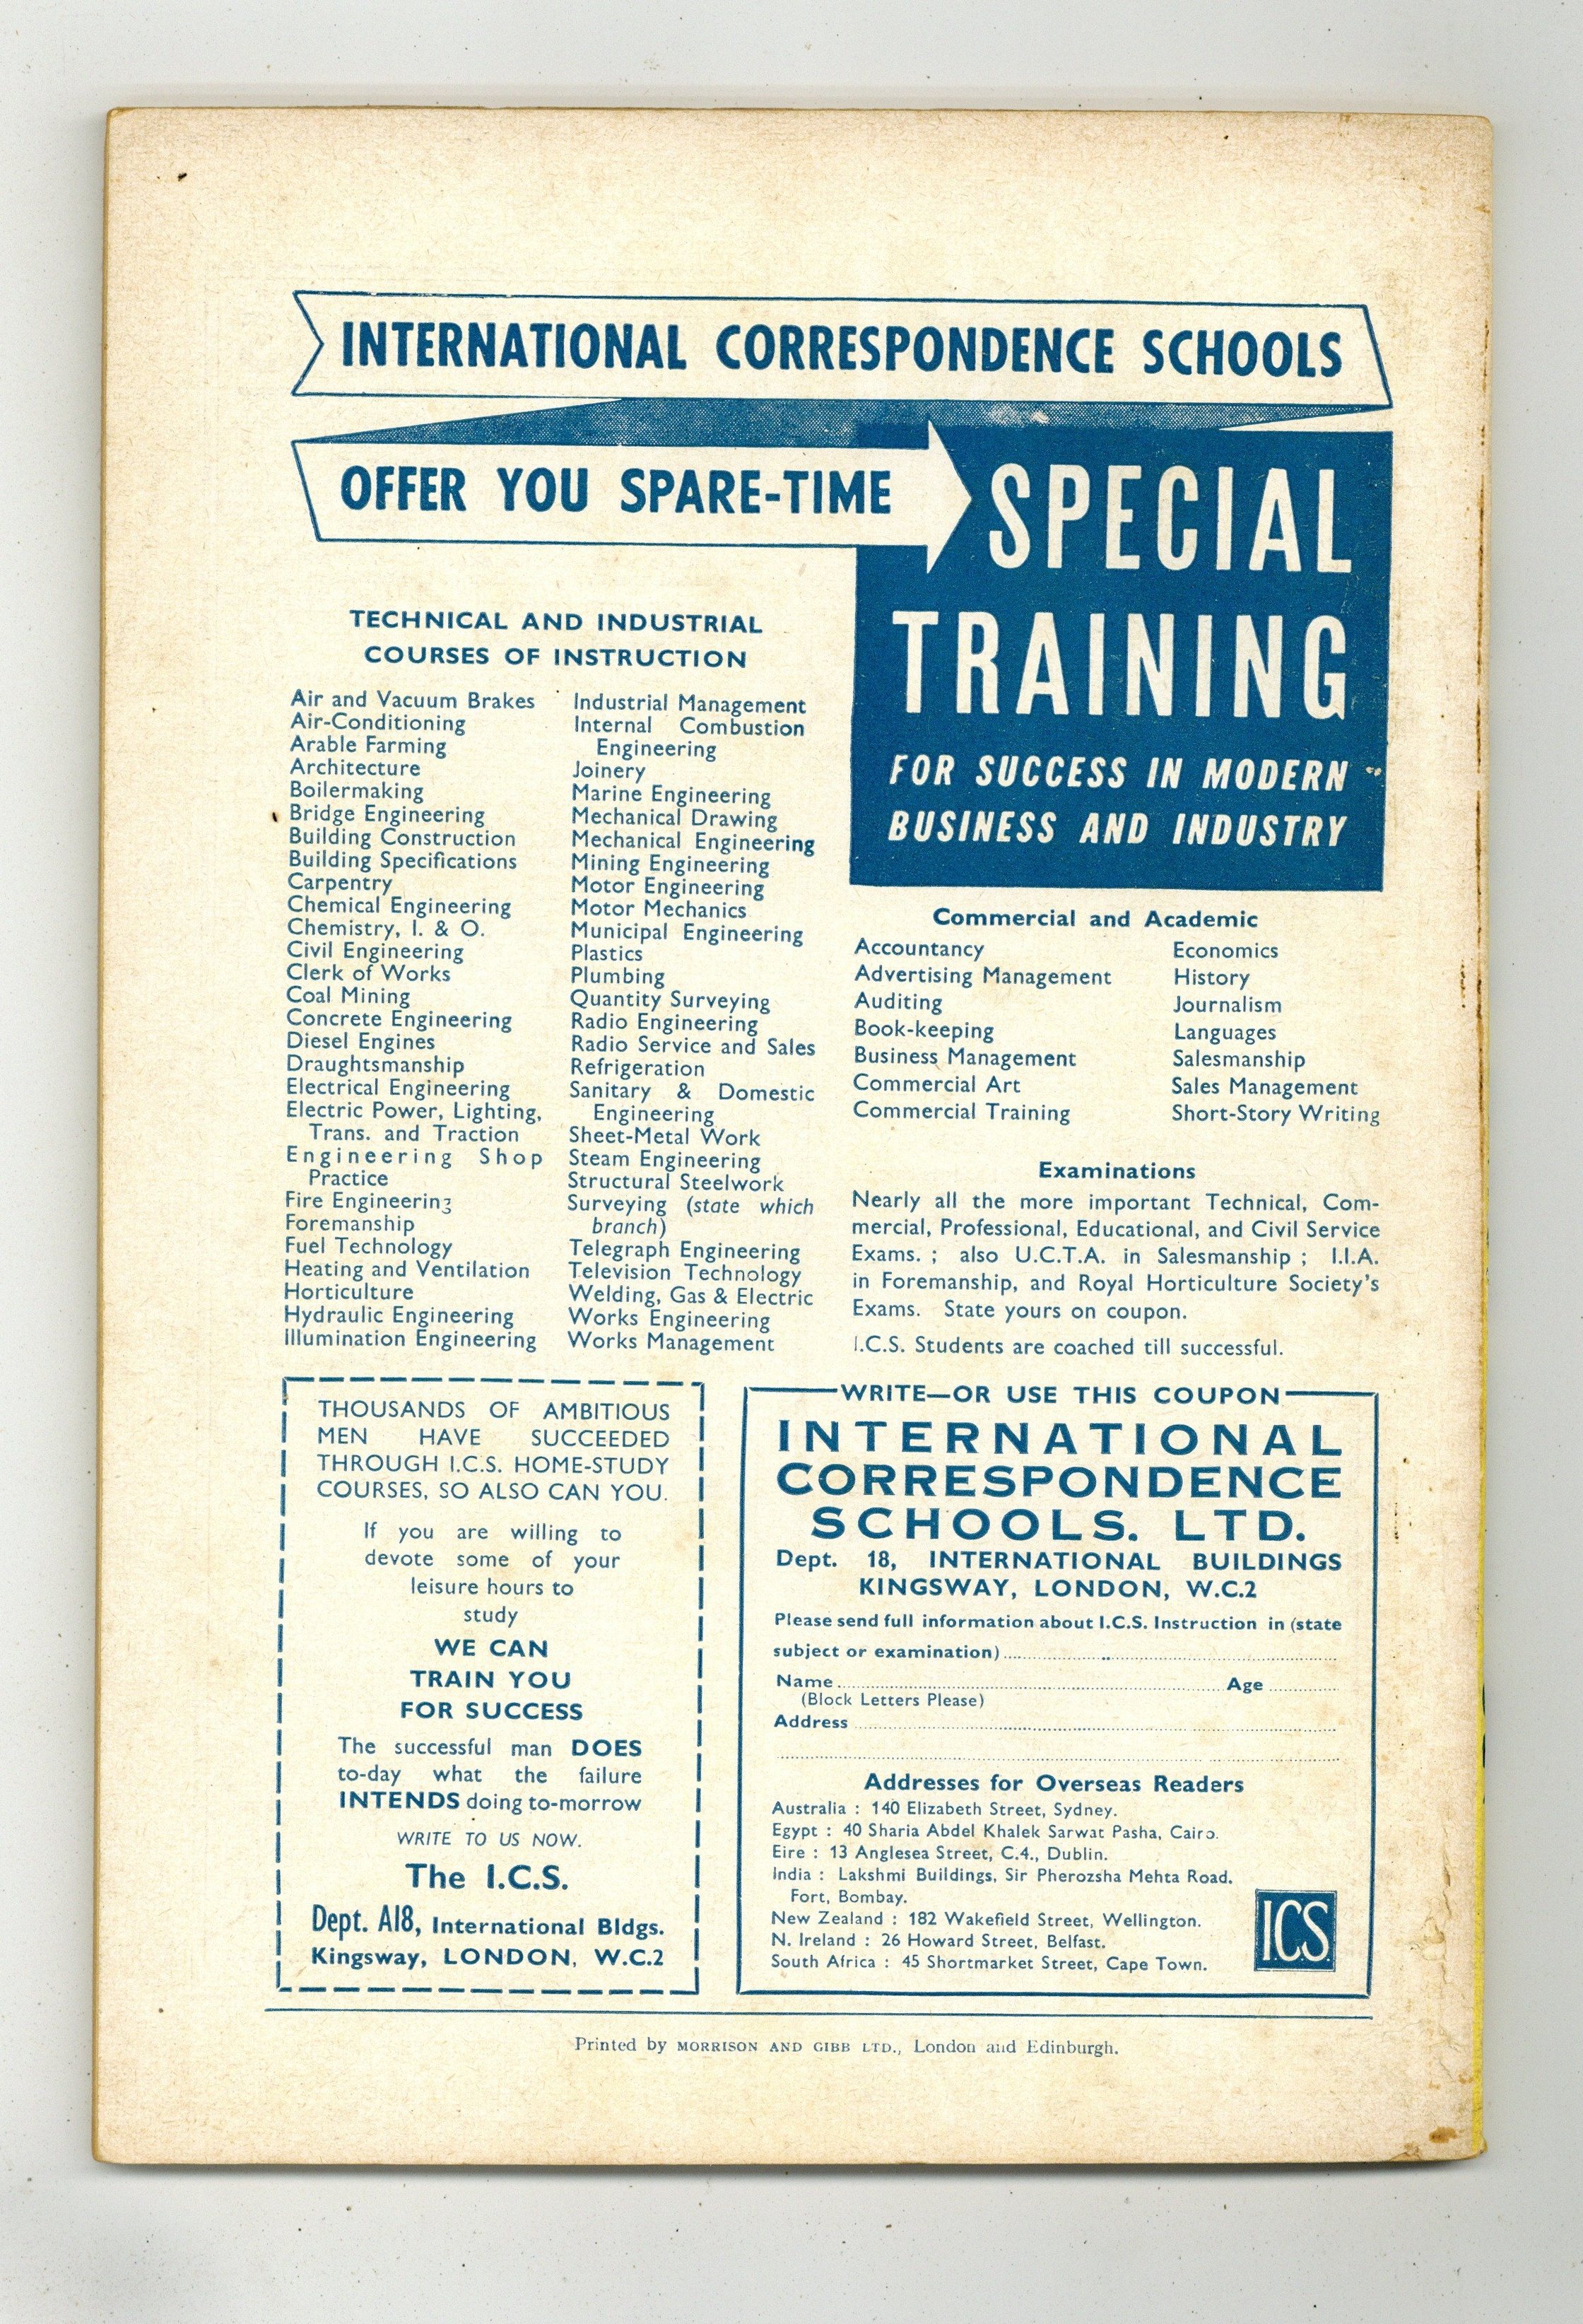 INTERNATIONAL CORRESPONDENCE SCHOOLS
OFFER YOU SPARE-TIME
SPECIAL
TRAINING
FOR SUCCESS IN MODERN
BUSINESS AND INDUSTRY
TECHNICAL AND INDUSTRIAL
COURSES OF INSTRUCTION
Air and Vacuum Brakes
Air-Conditioning
Arable Farming
Architecture
Boilermaking
Bridge Engineering
Building Construction
Building Specifications
Carpentry
Chemical Engineering
Chemistry, I. & O.
Civil Engineering
Clerk of Works
Coal Mining
Concrete Engineering
Diesel Engines
Draughtsmanship
Electrical Engineering
Electric Power, Lighting,
Trans. and Traction
Engineering Shop
Practice
Fire Engineering
Foremanship
Fuel Technology
Heating and Ventilation
Horticulture
Hydraulic Engineering
Illumination Engineering
Industrial Management
Internal Combustion
Engineering
Joinery
Marine Engineering
Mechanical Drawing
Mechanical Engineering
Mining Engineering
Motor Engineering
Motor Mechanics
Municipal Engineering
Plastics
Plumbing
Quantity Surveying
Radio Engineering
Radio Service and Sales
Refrigeration
Sanitary & Domestic
Engineering
Sheet-Metal Work
Steam Engineering
Structural Steelwork
Surveying (state which
branch)
Telegraph Engineering
Television Technology
Welding, Gas & Electric
Works Engineering
Works Management
Commercial and Academic
Accountancy
Advertising Management
Auditing
Book-keeping
Business Management
Commercial Art
Commercial Training
Economics
History
Journalism
Languages
Salesmanship
Sales Management
Short-Story Writing
Examinations
Nearly all the more important Technical, Com-
mercial, Professional, Educational, and Civil Service
Exams. ; also U.C.T.A. in Salesmanship ; I.I.A.
in Foremanship, and Royal Horticulture Society's
Exams. State yours on coupon.
I.C.S. Students are coached till successful.
THOUSANDS OF AMBITIOUS
MEN HAVE SUCCEEDED
THROUGH I.C.S. HOME-STUDY
COURSES, SO ALSO CAN YOU.
If you are willing to
devote some of your
leisure hours to
study
WE CAN
TRAIN YOU
FOR SUCCESS
The successful man DOES
to-day what the failure
INTENDS doing to-morrow
WRITE TO US NOW.
The I.C.S.
Dept. A18, International Bldgs.
Kingsway, LONDON, W.C.2
WRITE—OR USE THIS COUPON
INTERNATIONAL
CORRESPONDENCE
SCHOOLS. LTD.
Dept. 18, INTERNATIONAL BUILDINGS
KINGSWAY, LONDON, W.C.2
Please send full information about I.C.S. Instruction in (state
subject or examination)
Name Age
(Block Letters Please)
Address
Addresses for Overseas Readers
Australia : 140 Elizabeth Street, Sydney.
Egypt : 40 Sharia Abdel Khalek Sarwat Pasha, Cairo.
Eire : 13 Anglesea Street, C.4., Dublin.
India : Lakshmi Buildings, Sir Pherozsha Mehta Road,
Fort, Bombay.
New Zealand : 182 Wakefield Street, Wellington.
N. Ireland : 26 Howard Street, Belfast.
South Africa : 45 Shortmarket Street, Cape Town.
I.C.S.
Printed by MORRISON AND GIBB LTD., London and Edinburgh.